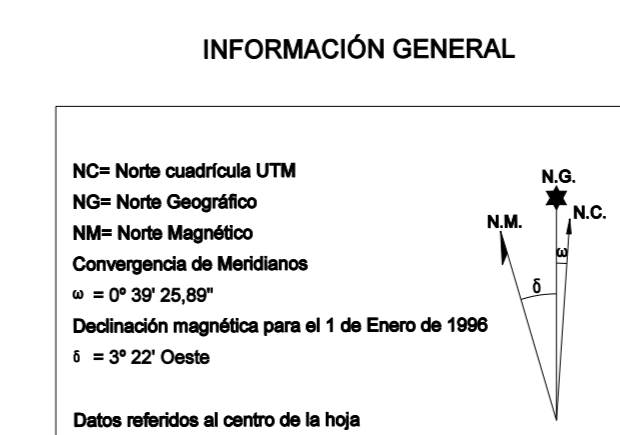 INFORMACIÓN GENERAL
NC= Norte cuadrícula UTM
NG= Norte Geográfico
NM= Norte Magnético
Convergencia de Meridianos
ω = 0º 39' 25,89"
Declinación magnética para el 1 de Enero de 1996
δ = 3º 22' Oeste
Datos referidos al centro de la hoja
N.G.
N.C.
N.M.
ω
δ